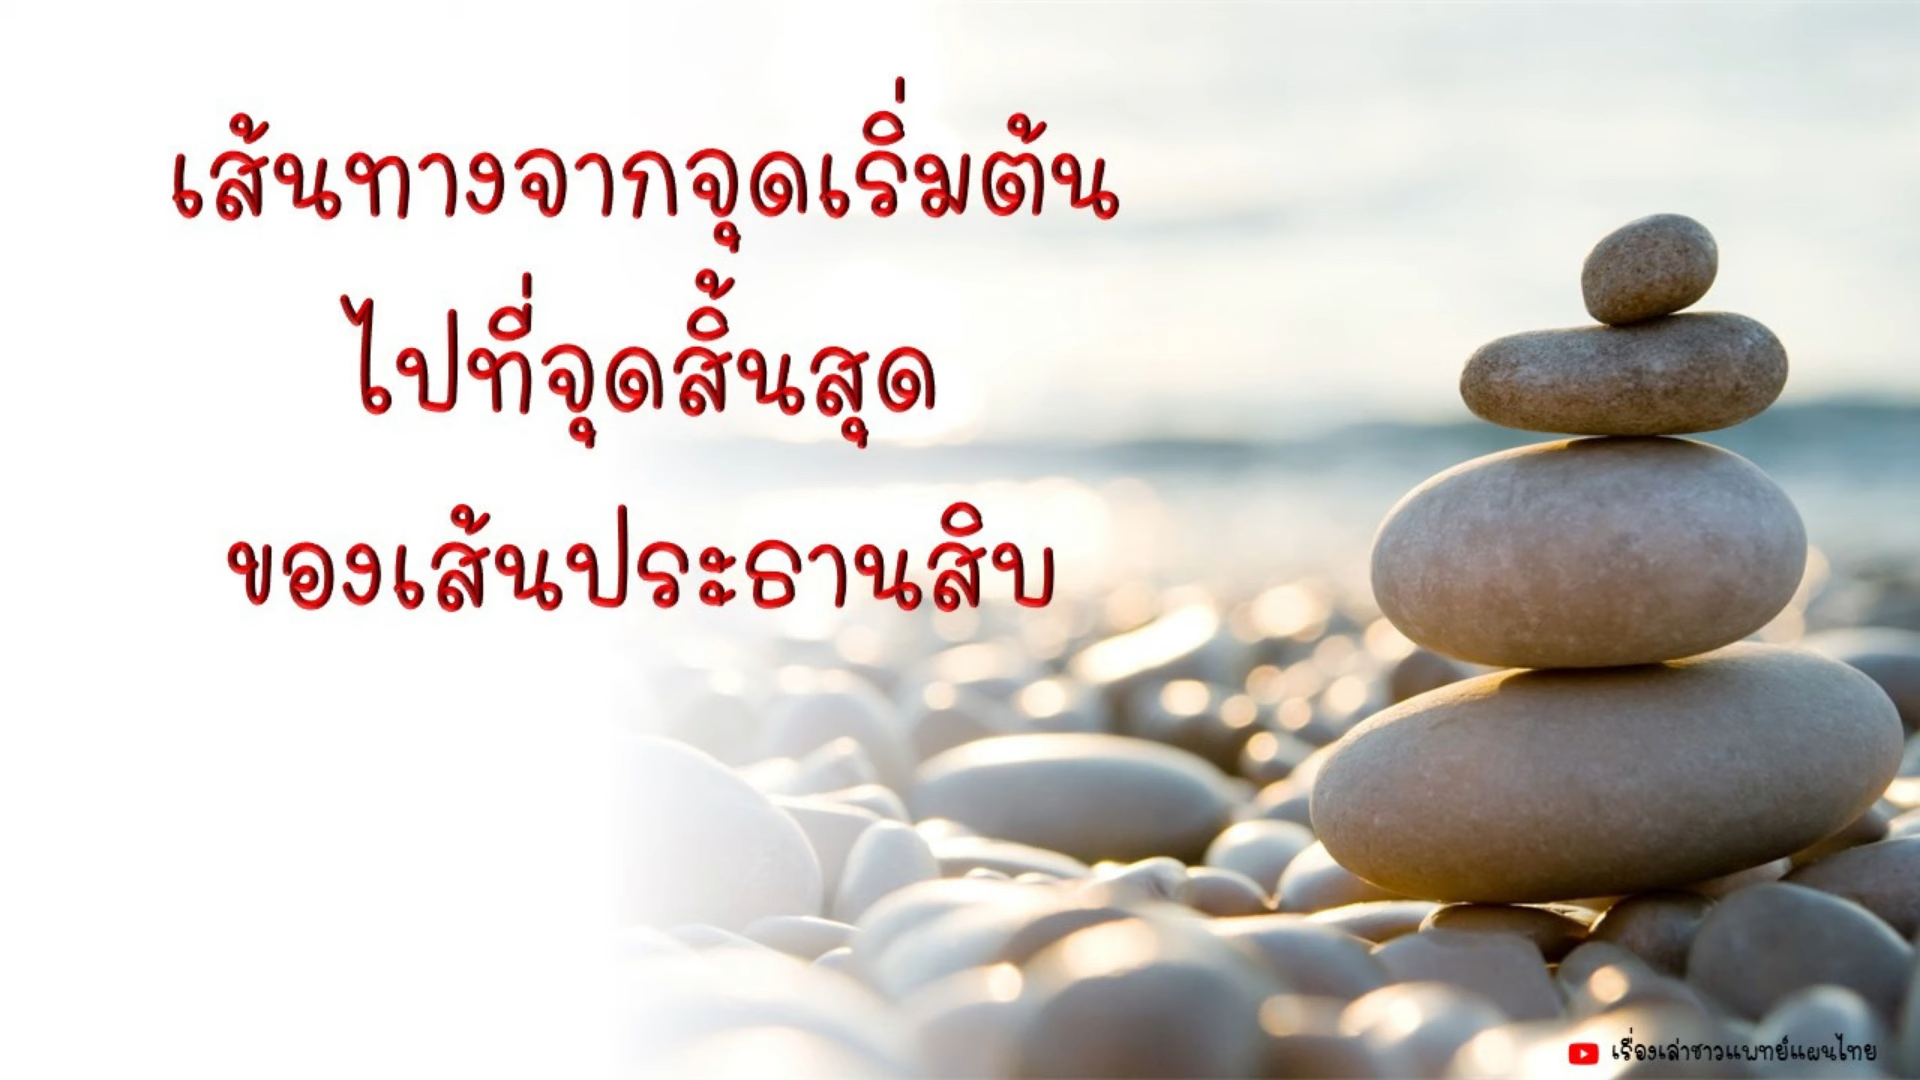 เส้นทางจากจุดเริ่มต้น
ไปที่จุดสิ้นสุด
ของเส้นประธานสิบ
เรื่องเล่าชาวแพทย์แผนไทย